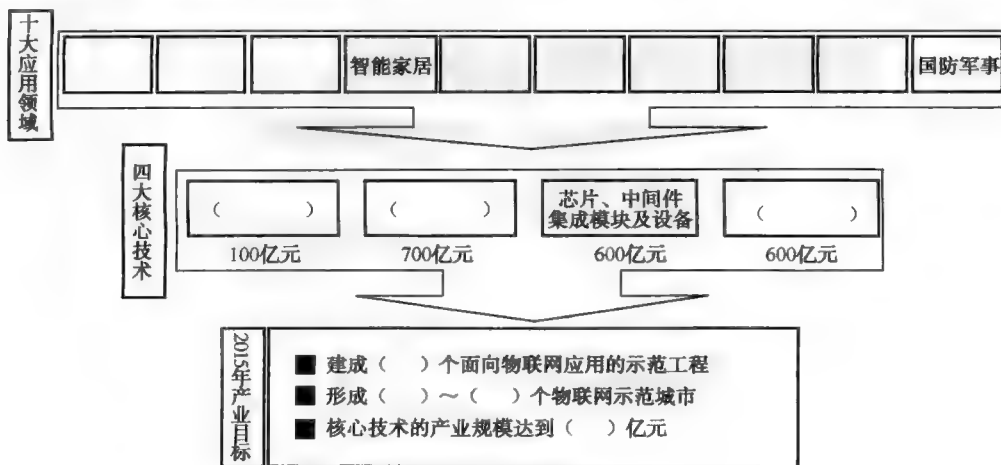 十大应用领域
智能家居
国防军事
四大核心技术
( )
( )
芯片、中间件
集成模块及设备
( )
100亿元
700亿元
600亿元
600亿元
2015年产业目标
■ 建成( )个面向物联网应用的示范工程
■ 形成( )~( )个物联网示范城市
■ 核心技术的产业规模达到( )亿元